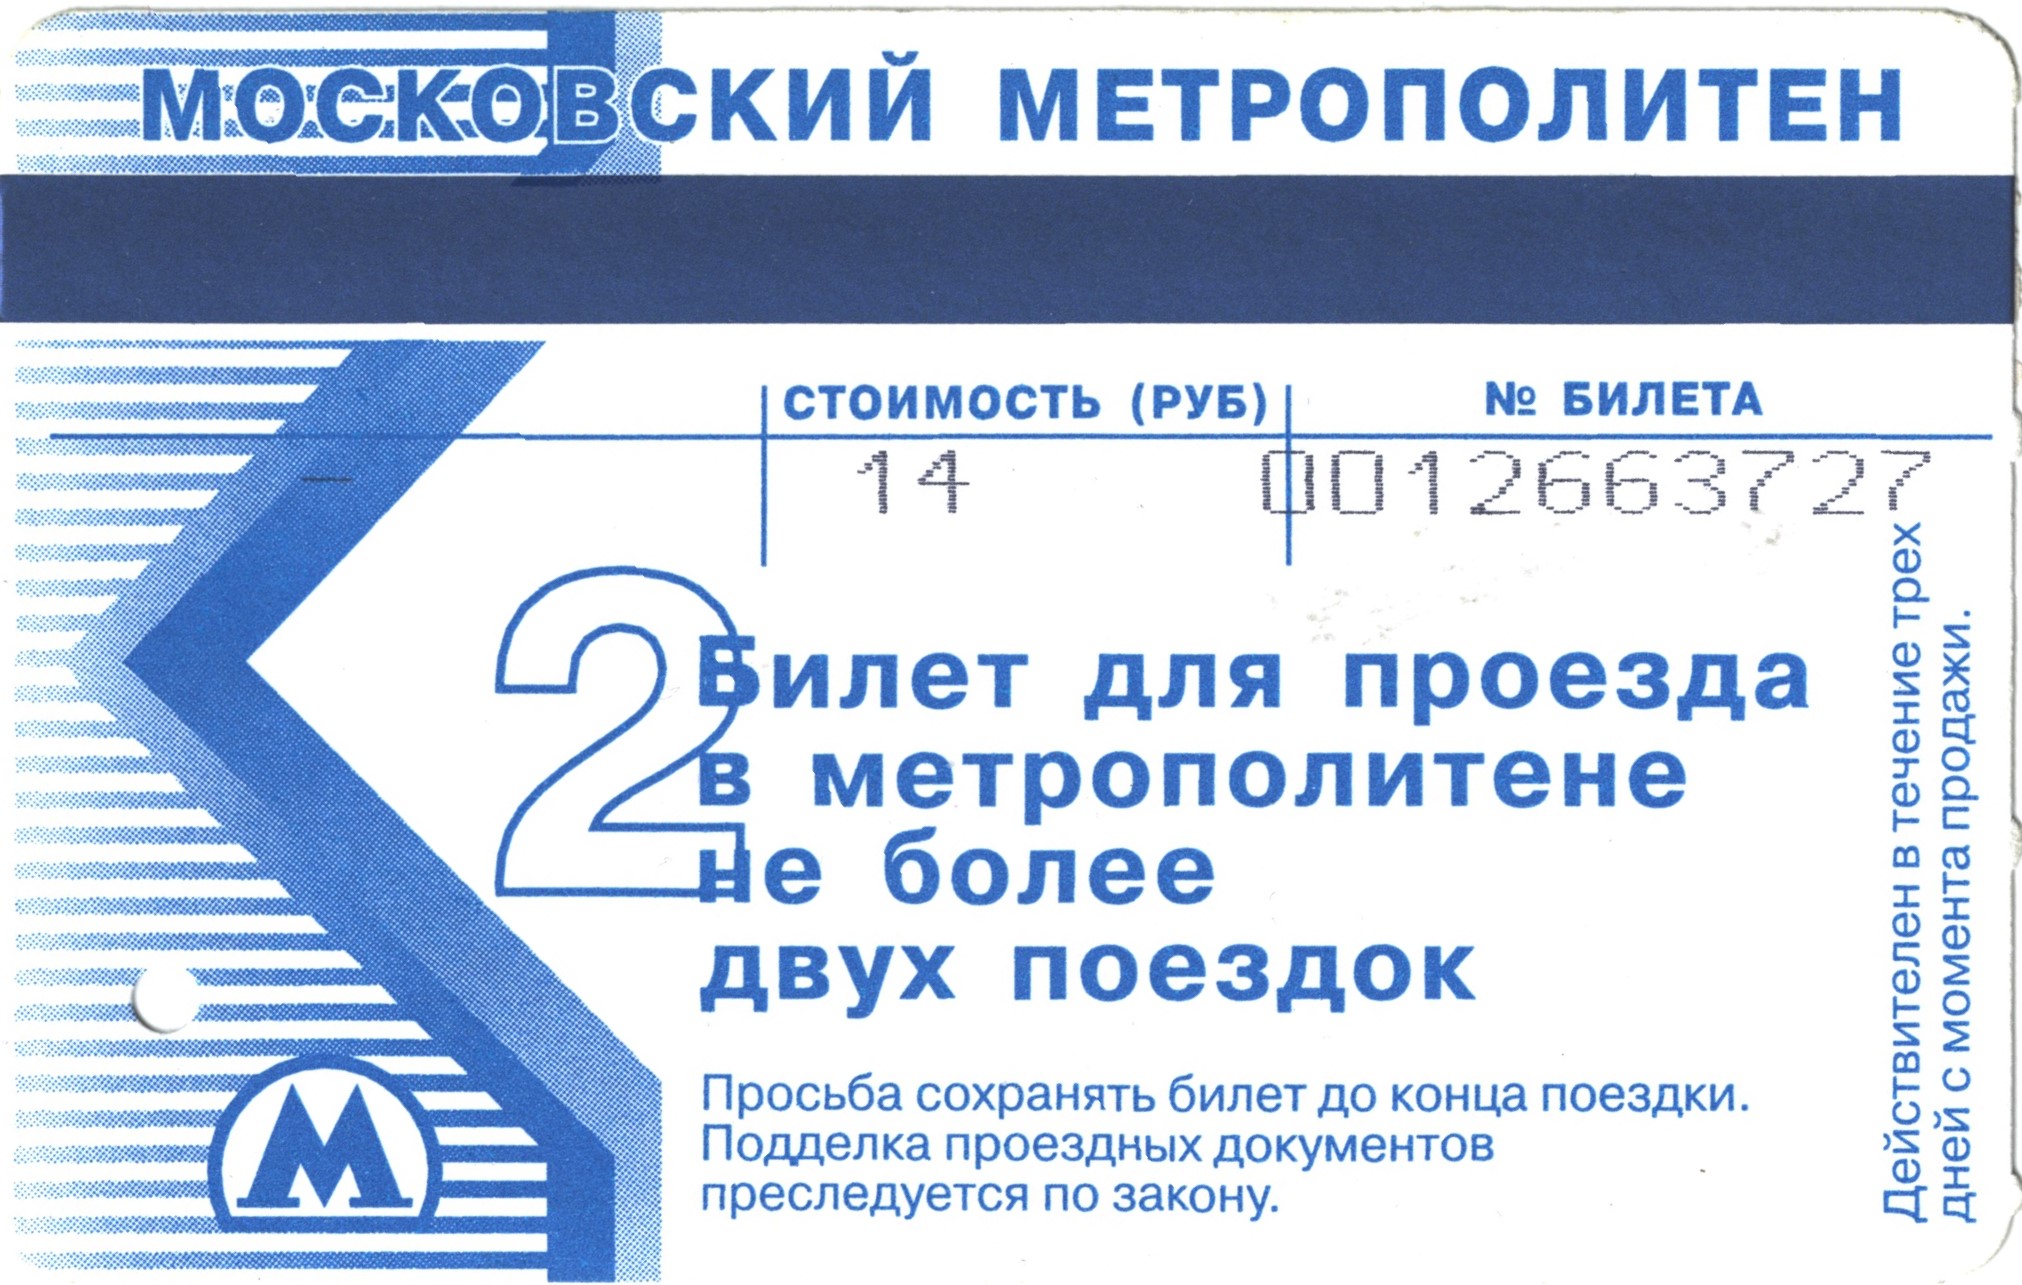 МОСКОВСКИЙ МЕТРОПОЛИТЕН
СТОИМОСТЬ (РУБ)
№ БИЛЕТА
14
0012663727
2
Билет для проезда
в метрополитене
не более
двух поездок
Просьба сохранять билет до конца поездки.
Подделка проездных документов
преследуется по закону.
М
Действителен в течение трех
дней с момента продажи.